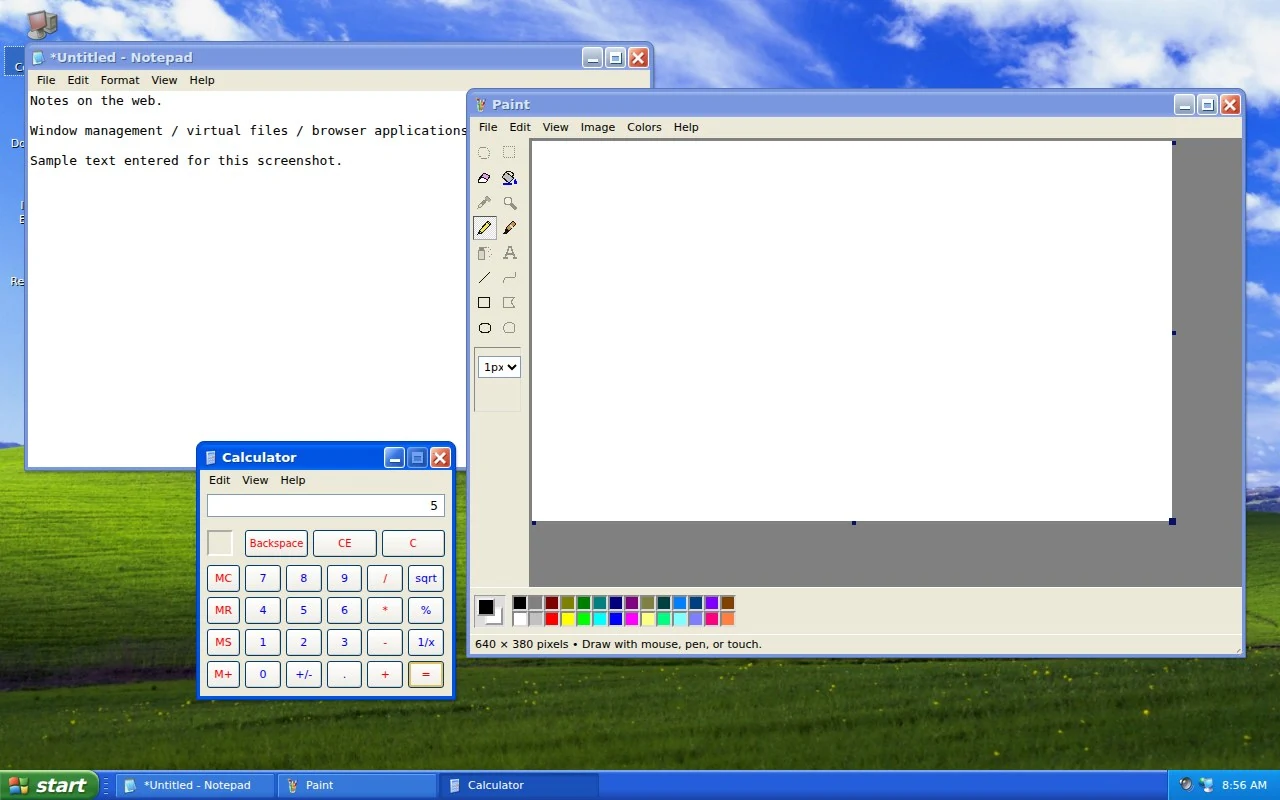 *Untitled - Notepad
File Edit Format View Help
Notes on the web.
Window management / virtual files / browser applications
Sample text entered for this screenshot.
Paint
File Edit View Image Colors Help
A
1px
640 × 380 pixels • Draw with mouse, pen, or touch.
Calculator
Edit View Help
5
Backspace CE C
MC 7 8 9 / sqrt
MR 4 5 6 * %
MS 1 2 3 - 1/x
M+ 0 +/- . + =
start *Untitled - Notepad Paint Calculator 8:56 AM